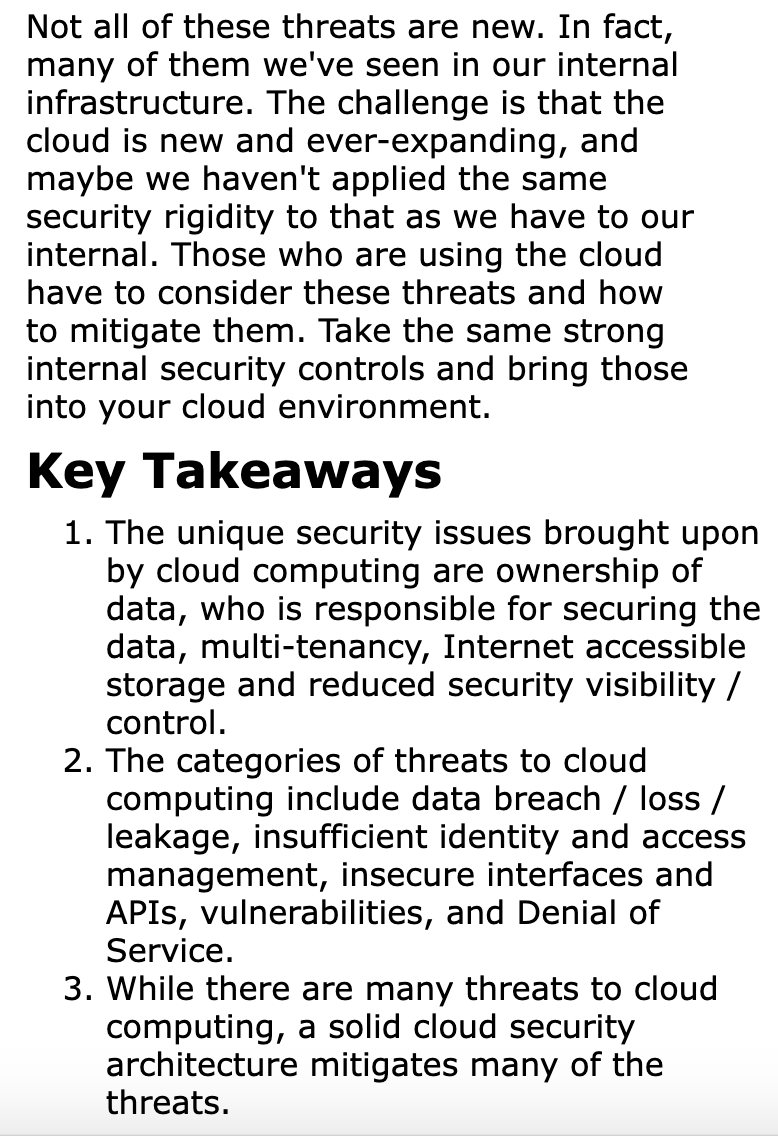 Not all of these threats are new. In fact,
many of them we've seen in our internal
infrastructure. The challenge is that the
cloud is new and ever-expanding, and
maybe we haven't applied the same
security rigidity to that as we have to our
internal. Those who are using the cloud
have to consider these threats and how
to mitigate them. Take the same strong
internal security controls and bring those
into your cloud environment.
Key Takeaways
1. The unique security issues brought upon
by cloud computing are ownership of
data, who is responsible for securing the
data, multi-tenancy, Internet accessible
storage and reduced security visibility /
control.
2. The categories of threats to cloud
computing include data breach / loss /
leakage, insufficient identity and access
management, insecure interfaces and
APIs, vulnerabilities, and Denial of
Service.
3. While there are many threats to cloud
computing, a solid cloud security
architecture mitigates many of the
threats.